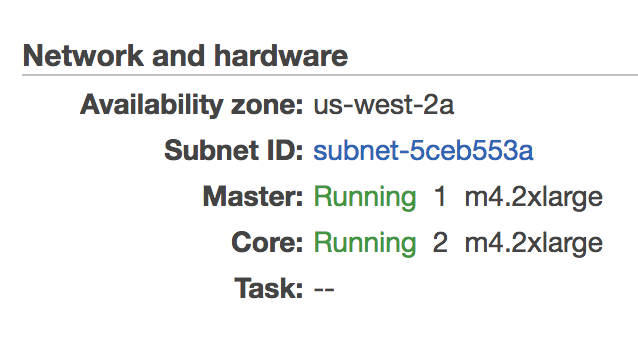 Network and hardware
Availability zone: us-west-2a
Subnet ID: subnet-5ceb553a
Master: Running 1 m4.2xlarge
Core: Running 2 m4.2xlarge
Task: --